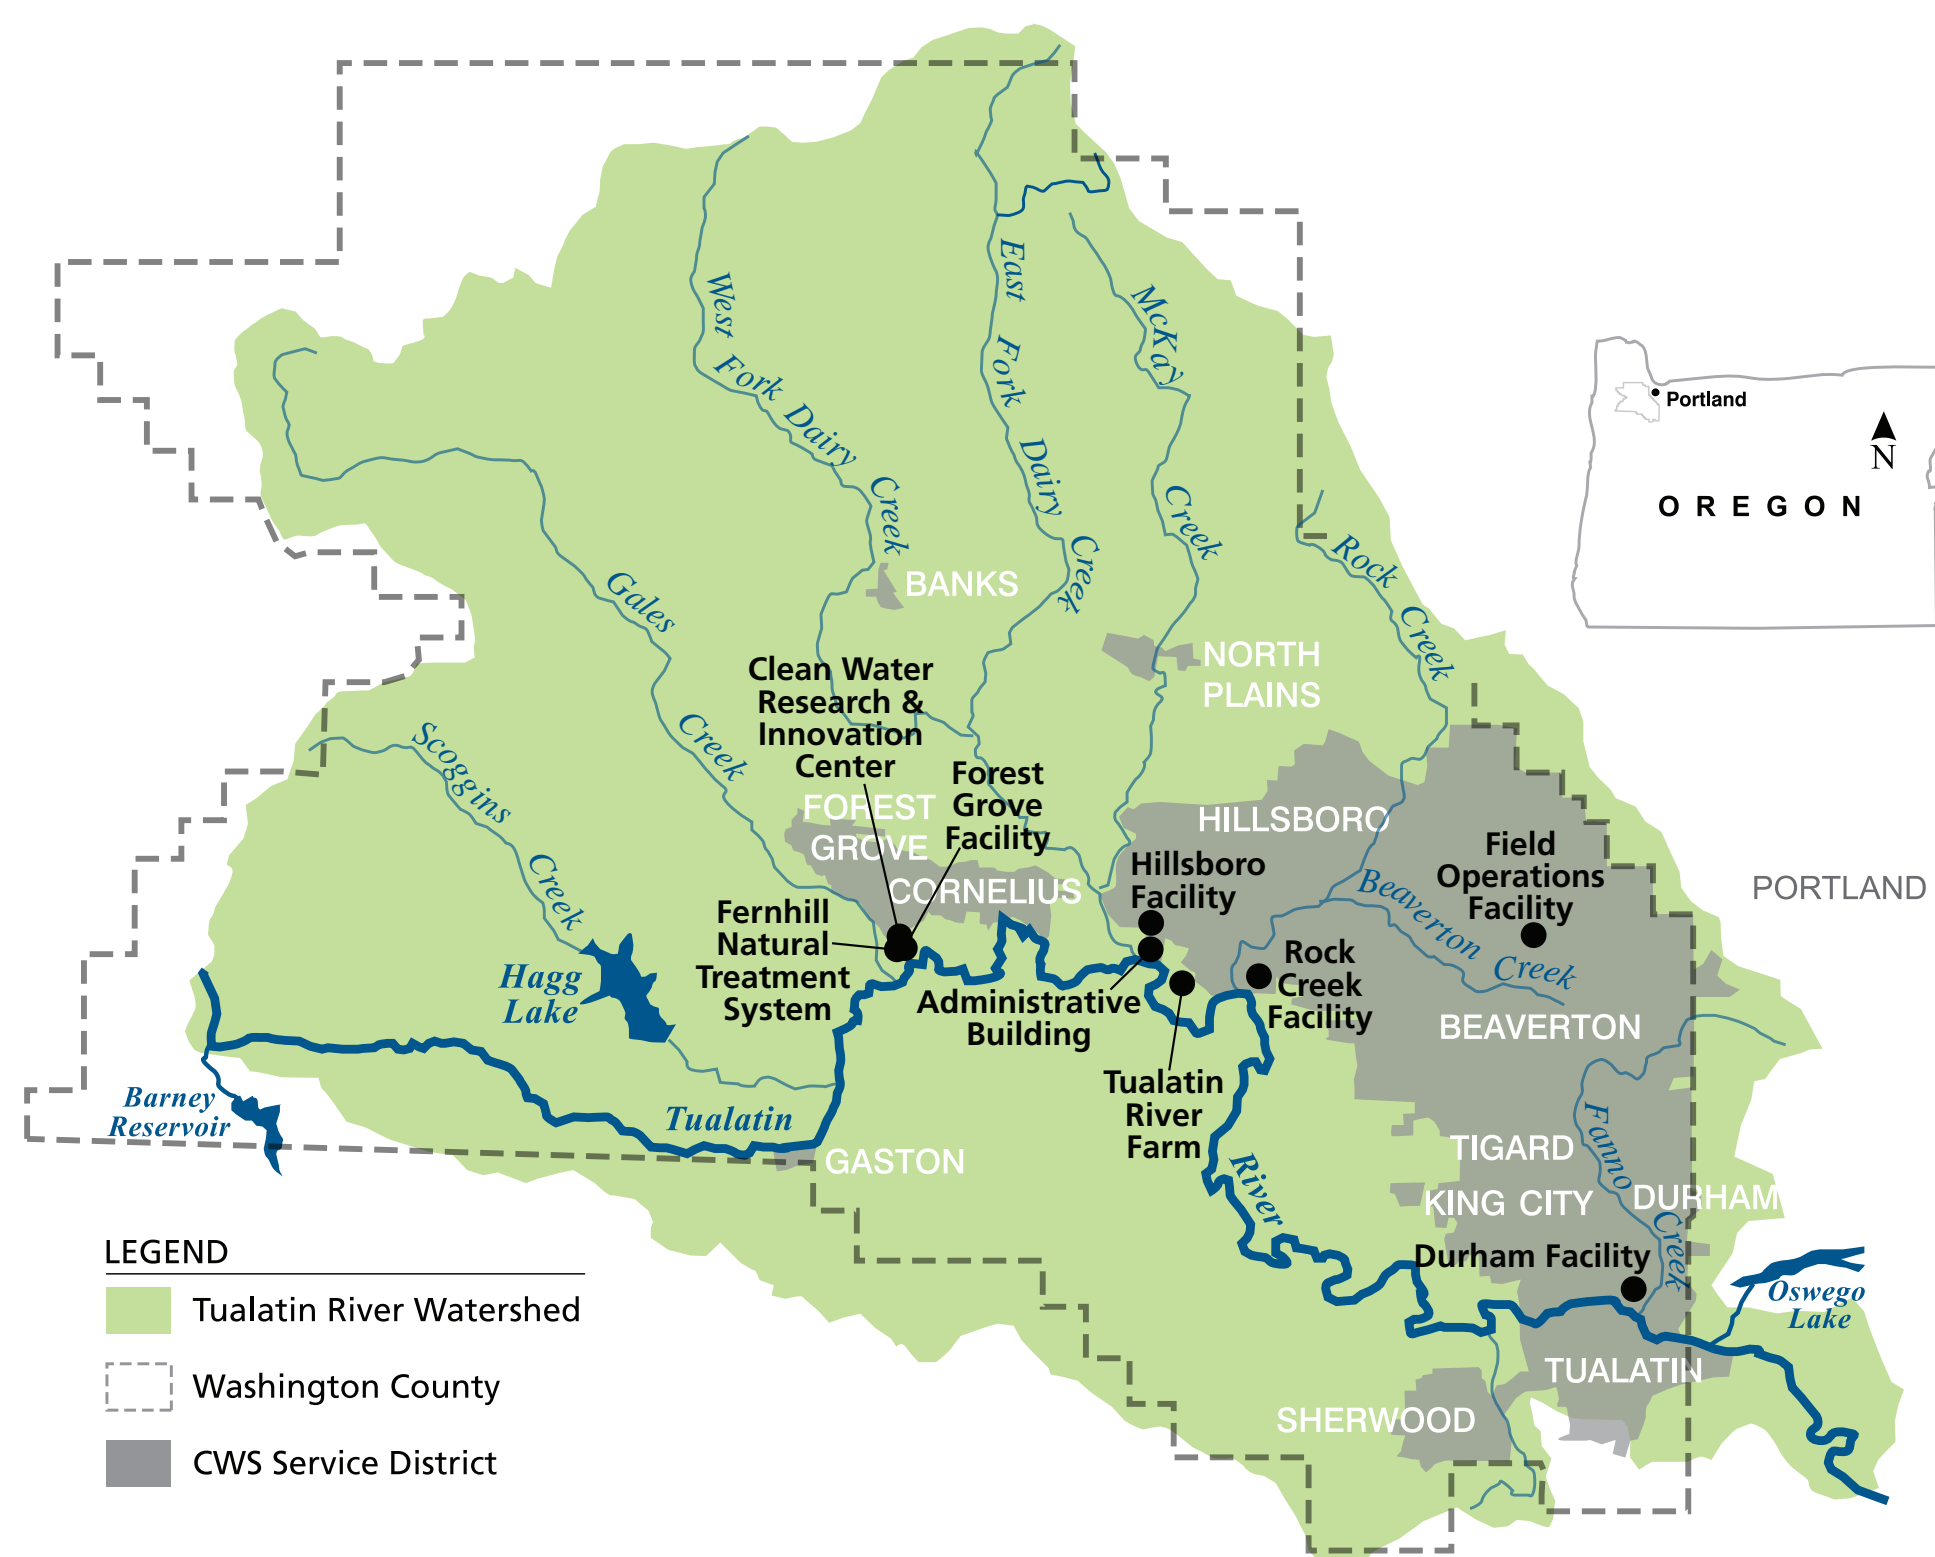 West Fork Dairy Creek
East Fork Dairy Creek
McKay Creek
Portland
N
OREGON
Rock Creek
Gales Creek
BANKS
NORTH
PLAINS
Clean Water
Research &
Innovation
Center
Scoggins Creek
Forest
Grove
Facility
FOREST
GROVE
HILLSBORO
CORNELIUS
Hillsboro
Facility
Beaverton Creek
Field
Operations
Facility
PORTLAND
Fernhill
Natural
Treatment
System
Hagg
Lake
Administrative
Building
Rock
Creek
Facility
BEAVERTON
Tualatin
River
Farm
Barney
Reservoir
Tualatin River
GASTON
Fanno Creek
TIGARD
KING CITY
DURHAM
Durham Facility
Oswego
Lake
TUALATIN
SHERWOOD
LEGEND
Tualatin River Watershed
Washington County
CWS Service District